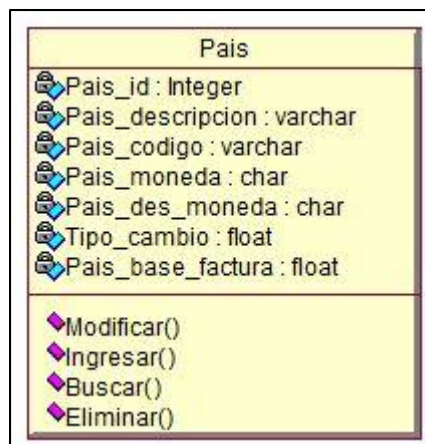 Pais
Pais_id : Integer
Pais_descripcion : varchar
Pais_codigo : varchar
Pais_moneda : char
Pais_des_moneda : char
Tipo_cambio : float
Pais_base_factura : float
Modificar()
Ingresar()
Buscar()
Eliminar()